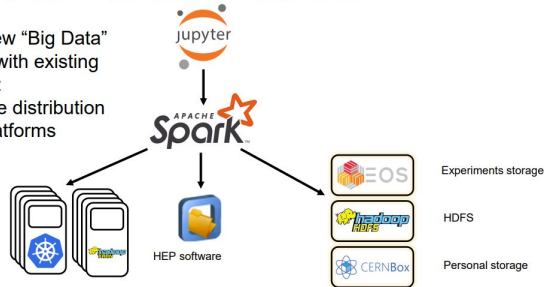 jupyter
ew “Big Data”
with existing
e distribution
atforms
APACHE
Spark
EOS
Experiments storage
hadoop
HDFS
HDFS
hadoop
HEP software
CERNBox
Personal storage